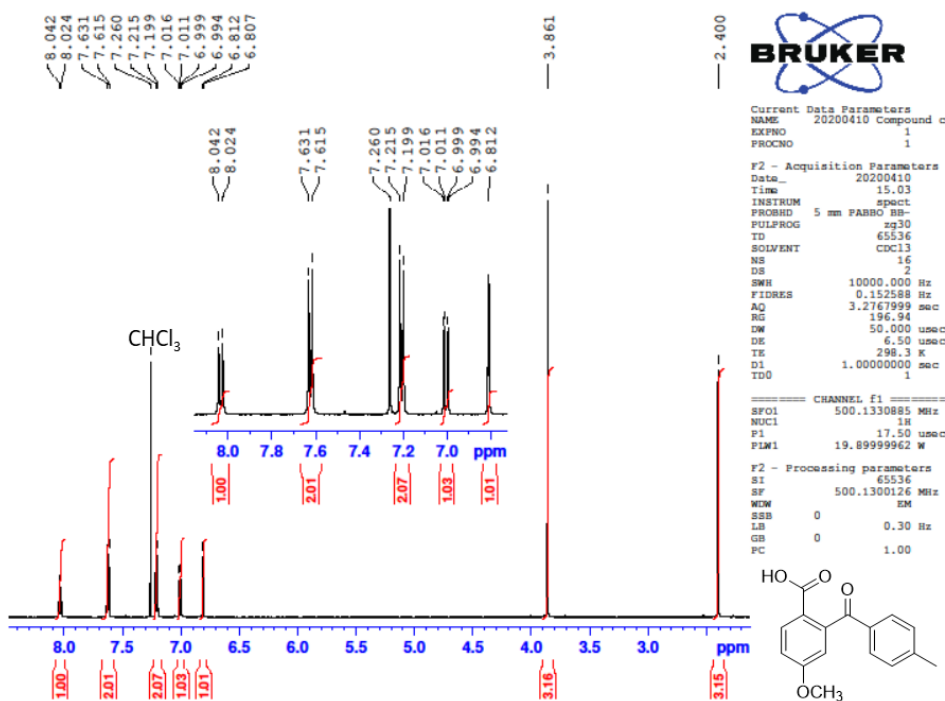 8.042
8.024
7.631
7.615
7.260
7.215
7.199
7.016
7.011
6.999
6.994
6.812
6.807
3.861
2.400
8.042
8.024
7.631
7.615
7.260
7.215
7.199
7.016
7.011
6.999
6.994
6.812
CHCl3
8.0 7.8 7.6 7.4 7.2 7.0 ppm
1.00 2.01 2.07 1.03 1.01
8.0 7.5 7.0 6.5 6.0 5.5 5.0 4.5 4.0 3.5 3.0 ppm
1.00 2.01 2.07 1.03 1.01 3.16 3.15
BRUKER
Current Data Parameters
NAME 20200410 Compound c
EXPNO 1
PROCNO 1
F2 - Acquisition Parameters
Date_ 20200410
Time 15.03
INSTRUM spect
PROBHD 5 mm PABBO BB-
PULPROG zg30
TD 65536
SOLVENT CDCl3
NS 16
DS 2
SWH 10000.000 Hz
FIDRES 0.152588 Hz
AQ 3.2767999 sec
RG 196.94
DW 50.000 usec
DE 6.50 usec
TE 298.3 K
D1 1.00000000 sec
TD0 1
======== CHANNEL f1 ========
SFO1 500.1330885 MHz
NUC1 1H
P1 17.50 usec
PLW1 19.89999962 W
F2 - Processing parameters
SI 65536
SF 500.1300126 MHz
WDW EM
SSB 0
LB 0.30 Hz
GB 0
PC 1.00
HO O
O
OCH3